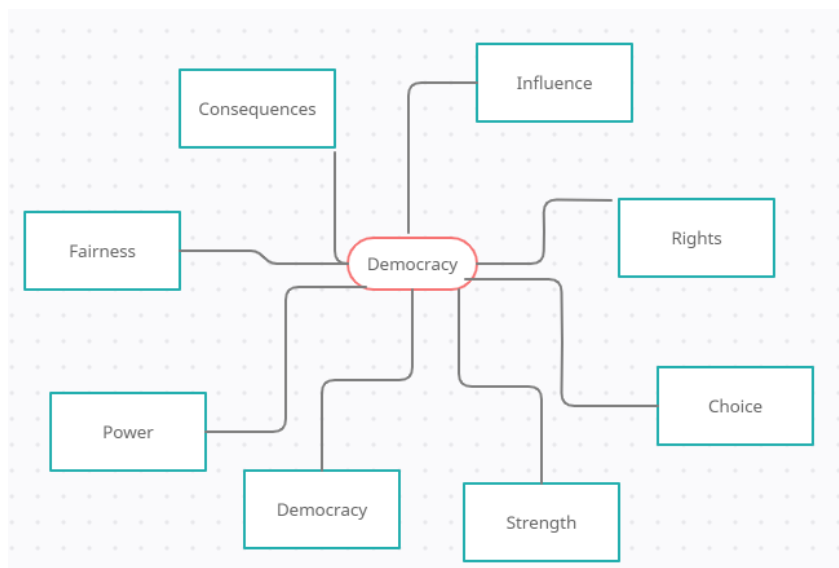 Influence
Consequences
Rights
Fairness
Democracy
Choice
Power
Democracy
Strength